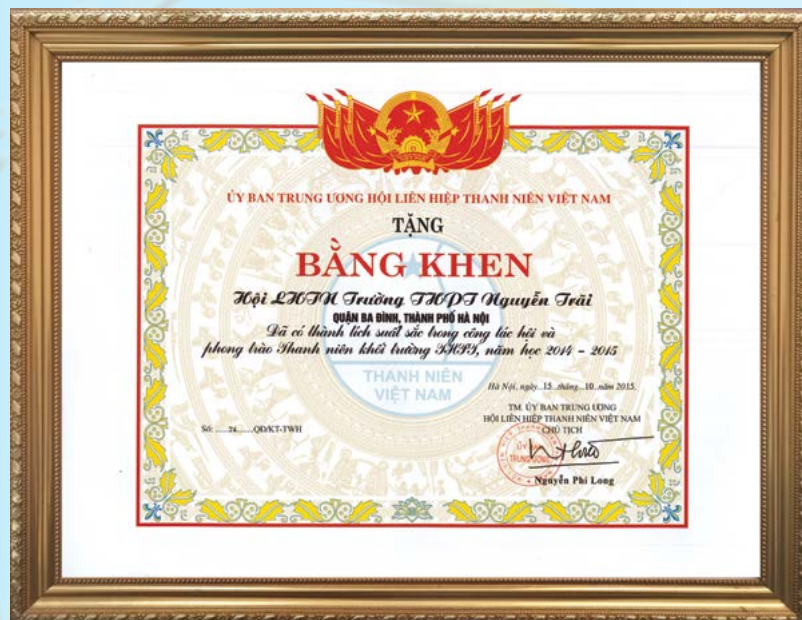 ỦY BAN TRUNG ƯƠNG HỘI LIÊN HIỆP THANH NIÊN VIỆT NAM
TẶNG
BẰNG KHEN
Hội LHTN Trường THPT Nguyễn Trãi
QUẬN BA ĐÌNH, THÀNH PHỐ HÀ NỘI
Đã có thành tích suất sắc trong công tác hội và
phong trào Thanh niên khối trường THPT, năm học 2014 - 2015
THANH NIÊN
VIỆT NAM
Hà Nội, ngày 15 tháng 10 năm 2015.
TM. ỦY BAN TRUNG ƯƠNG
HỘI LIÊN HIỆP THANH NIÊN VIỆT NAM
CHỦ TỊCH
Số: ......74......QĐ/KT-TWH
ỦY BAN
TRUNG ƯƠNG
Nguyễn Phi Long